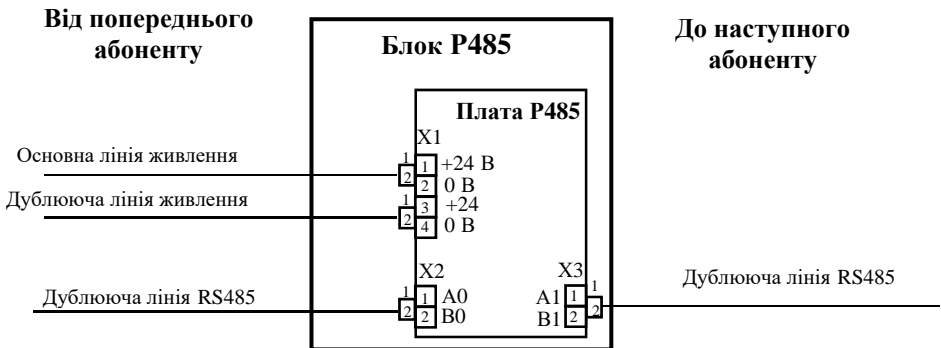 Від попереднього
абоненту
Блок Р485
До наступного
абоненту
Плата Р485
X1
Основна лінія живлення
1
2
1 +24 В
2 0 В
Дублююча лінія живлення
1
2
3 +24
4 0 В
X2
Дублююча лінія RS485
1
2
1 A0
2 B0
X3
A1 1
B1 2
1
2
Дублююча лінія RS485